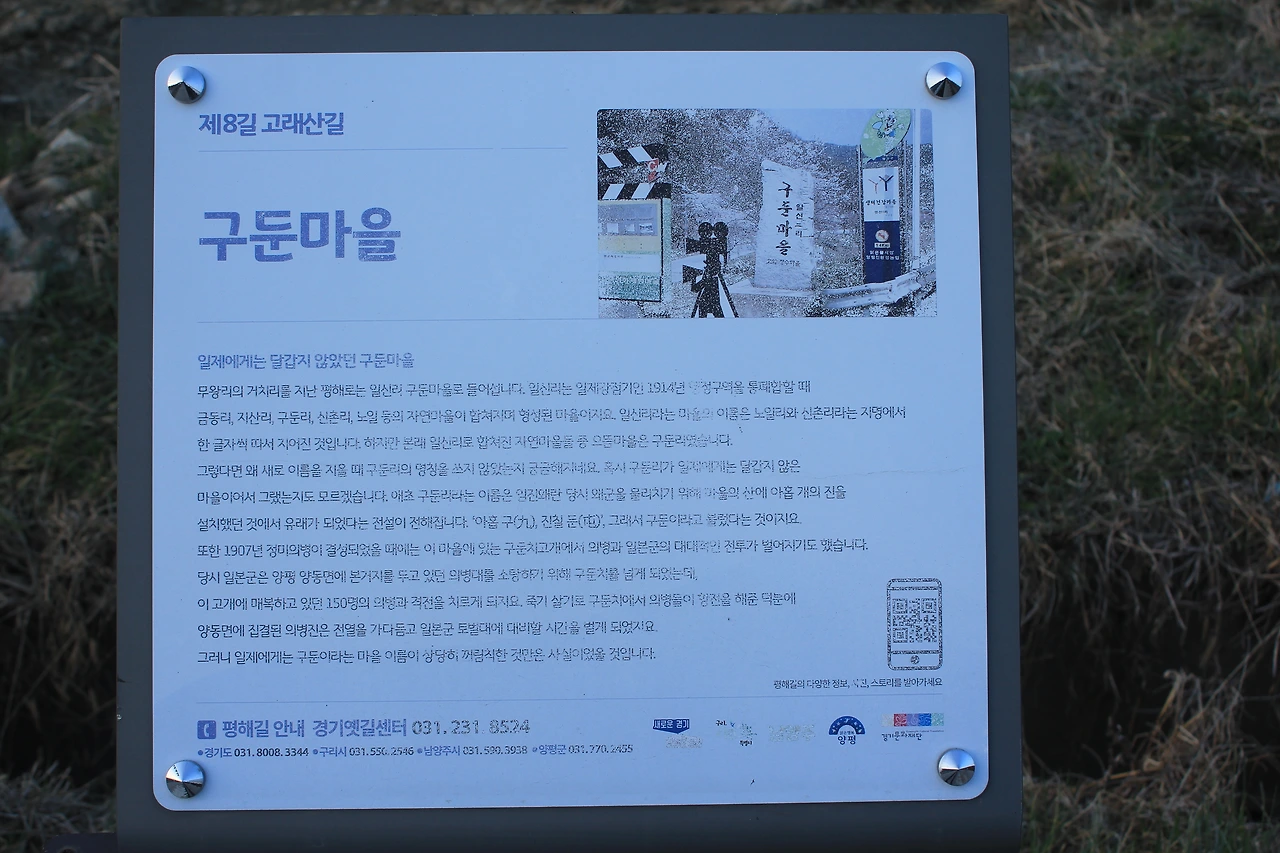 제8길 고래산길
구둔마을
구둔마을
일신리
일제에게는 달갑지 않았던 구둔마을
무왕리의 거치리를 지난 평해로는 일신리 구둔마을로 들어섭니다. 일신리는 일제강점기인 1914년 행정구역을 통폐합할 때
금동리, 지산리, 구둔리, 신촌리, 노일 등의 자연마을이 합쳐지며 형성된 마을이지요. 일신리라는 마을의 이름은 노일리와 신촌리라는 지명에서
한 글자씩 따서 지어진 것입니다. 하지만 본래 일신리로 합쳐진 자연마을들 중 으뜸마을은 구둔리였습니다.
그렇다면 왜 새로 이름을 지을 때 구둔리의 명칭을 쓰지 않았는지 궁금해지네요. 혹시 구둔리가 일제에게는 달갑지 않은
마을이어서 그랬는지도 모르겠습니다. 애초 구둔리라는 이름은 임진왜란 당시 왜군을 물리치기 위해 마을의 산에 아홉 개의 진을
설치했던 것에서 유래가 되었다는 전설이 전해집니다. ‘아홉 구(九), 진칠 둔(屯)’, 그래서 구둔이라고 불렀다는 것이지요.
또한 1907년 정미의병이 결성되었을 때에는 이 마을에 있는 구둔치고개에서 의병과 일본군의 대대적인 전투가 벌어지기도 했습니다.
당시 일본군은 양평 양동면에 본거지를 두고 있던 의병대를 소탕하기 위해 구둔치를 넘게 되었는데,
이 고개에 매복하고 있던 150명의 의병과 격전을 치르게 되지요. 죽기 살기로 구둔치에서 의병들이 항전을 해준 덕분에
양동면에 집결된 의병진은 전열을 가다듬고 일본군 토벌대에 대비할 시간을 벌게 되었지요.
그러니 일제에게는 구둔이라는 마을 이름이 상당히 꺼림칙한 것만은 사실이었을 것입니다.
평해길의 다양한 정보, 사진, 스토리를 받아가세요
평해길 안내 경기옛길센터 031.231.8524
●경기도 031.8008.3344 ●구리시 031.550.2546 ●남양주시 031.590.3938 ●양평군 031.770.2455
새로운 경기
양평
경기문화재단